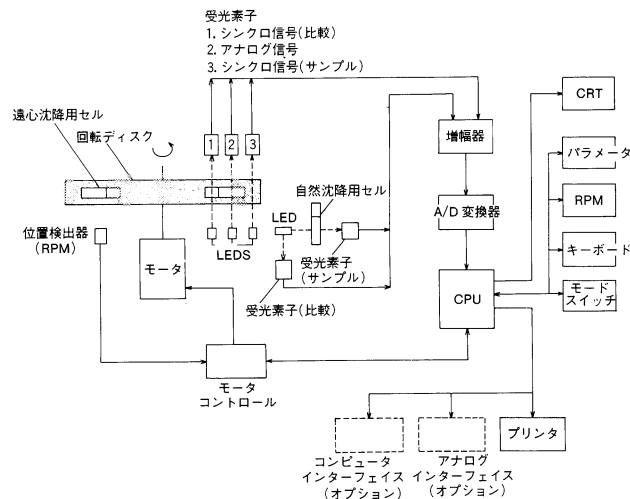 受光素子
1. シンクロ信号(比較)
2. アナログ信号
3. シンクロ信号(サンプル)
遠心沈降用セル
回転ディスク
1
2
3
増幅器
CRT
パラメータ
自然沈降用セル
LED
A/D 変換器
RPM
位置検出器
(RPM)
LEDS
受光素子
(サンプル)
キーボード
モータ
受光素子(比較)
CPU
モード
スイッチ
モータ
コントロール
プリンタ
コンピュータ
インターフェイス
(オプション)
アナログ
インターフェイス
(オプション)